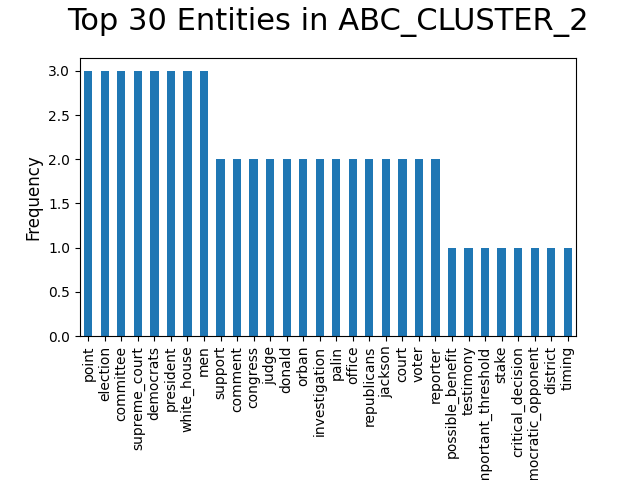 Top 30 Entities in ABC_CLUSTER_2
Frequency
3.0
2.5
2.0
1.5
1.0
0.5
0.0
point
election
committee
supreme_court
democrats
president
white_house
men
support
comment
congress
judge
donald
orban
investigation
palin
office
republicans
jackson
court
voter
reporter
possible_benefit
testimony
mportant_threshold
stake
critical_decision
mocratic_opponent
district
timing